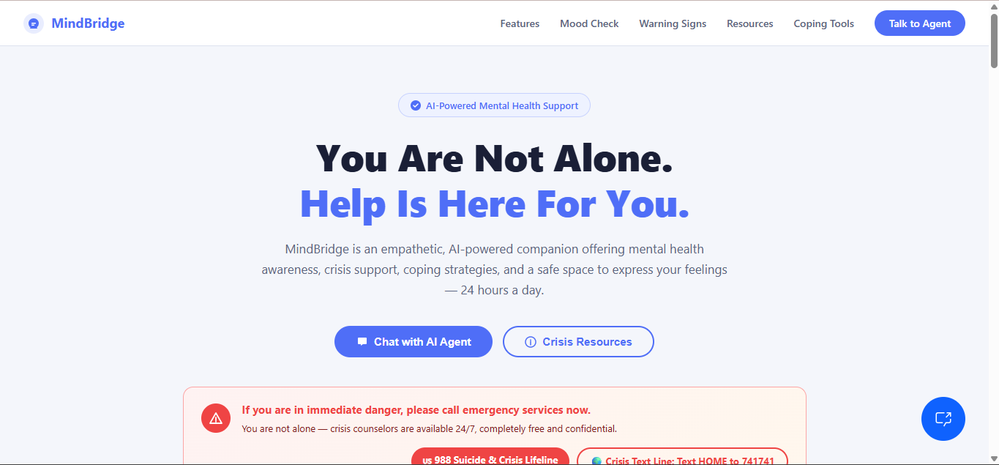 MindBridge
Features
Mood Check
Warning Signs
Resources
Coping Tools
Talk to Agent
AI-Powered Mental Health Support
You Are Not Alone.
Help Is Here For You.
MindBridge is an empathetic, AI-powered companion offering mental health
awareness, crisis support, coping strategies, and a safe space to express your feelings
— 24 hours a day.
Chat with AI Agent
Crisis Resources
If you are in immediate danger, please call emergency services now.
You are not alone — crisis counselors are available 24/7, completely free and confidential.
us 988 Suicide & Crisis Lifeline
Crisis Text Line: Text HOME to 741741